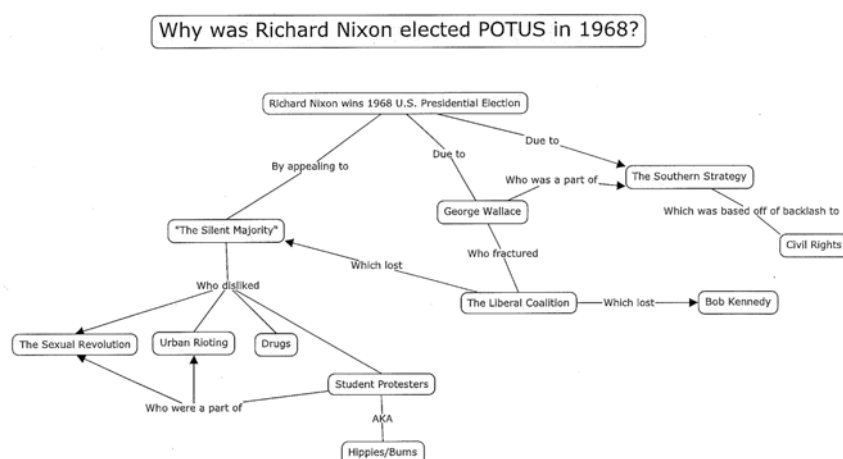 Why was Richard Nixon elected POTUS in 1968?
Richard Nixon wins 1968 U.S. Presidential Election
Due to
By appealing to
Due to
Who was a part of
The Southern Strategy
George Wallace
Which was based off of backlash to
"The Silent Majority"
Civil Rights
Who fractured
Which lost
Who disliked
The Liberal Coalition
Which lost
Bob Kennedy
The Sexual Revolution
Urban Rioting
Drugs
Student Protesters
Who were a part of
AKA
Hippies/Bums